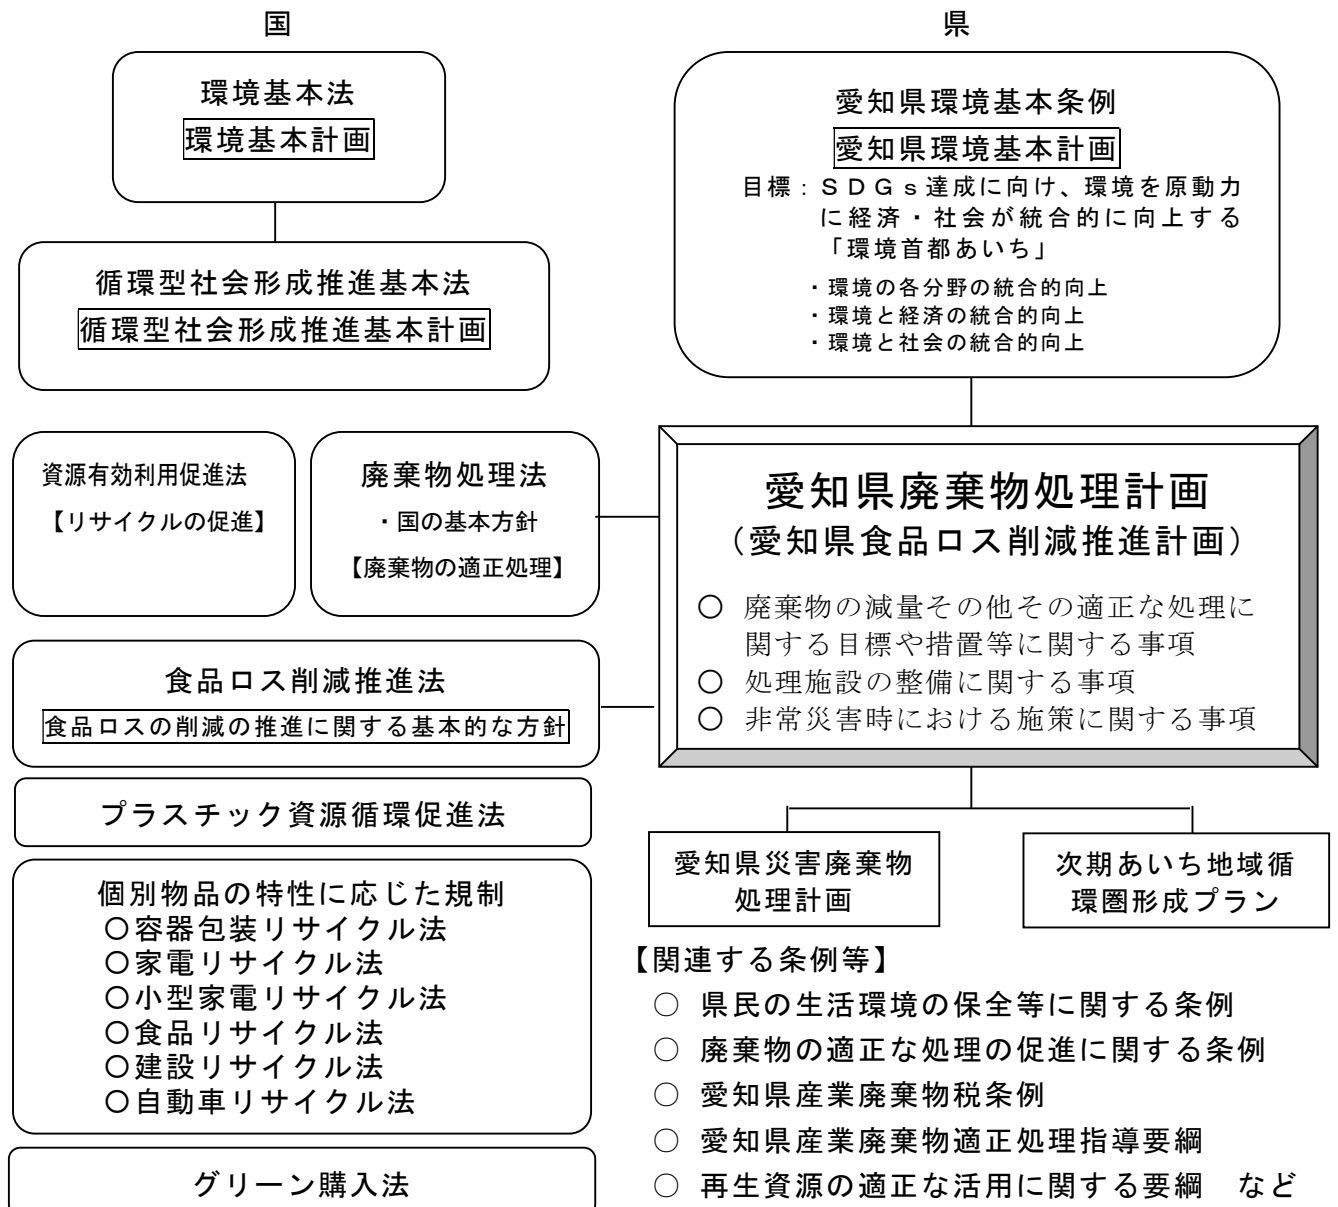 国
環境基本法
環境基本計画
循環型社会形成推進基本法
循環型社会形成推進基本計画
資源有効利用促進法
【リサイクルの促進】
廃棄物処理法
・国の基本方針
【廃棄物の適正処理】
食品ロス削減推進法
食品ロスの削減の推進に関する基本的な方針
プラスチック資源循環促進法
個別物品の特性に応じた規制
○容器包装リサイクル法
○家電リサイクル法
○小型家電リサイクル法
○食品リサイクル法
○建設リサイクル法
○自動車リサイクル法
グリーン購入法
県
愛知県環境基本条例
愛知県環境基本計画
目標：ＳＤＧｓ達成に向け、環境を原動力
に経済・社会が統合的に向上する
「環境首都あいち」
・環境の各分野の統合的向上
・環境と経済の統合的向上
・環境と社会の統合的向上
愛知県廃棄物処理計画
（愛知県食品ロス削減推進計画）
○ 廃棄物の減量その他その適正な処理に
関する目標や措置等に関する事項
○ 処理施設の整備に関する事項
○ 非常災害時における施策に関する事項
愛知県災害廃棄物
処理計画
次期あいち地域循
環圏形成プラン
【関連する条例等】
○ 県民の生活環境の保全等に関する条例
○ 廃棄物の適正な処理の促進に関する条例
○ 愛知県産業廃棄物税条例
○ 愛知県産業廃棄物適正処理指導要綱
○ 再生資源の適正な活用に関する要綱　など